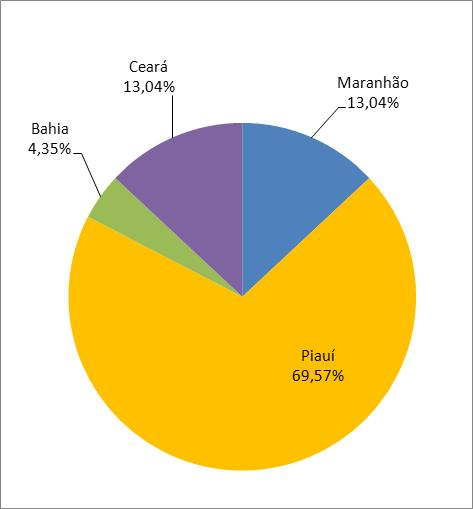 Ceará
13,04%
Maranhão
13,04%
Bahia
4,35%
Piauí
69,57%